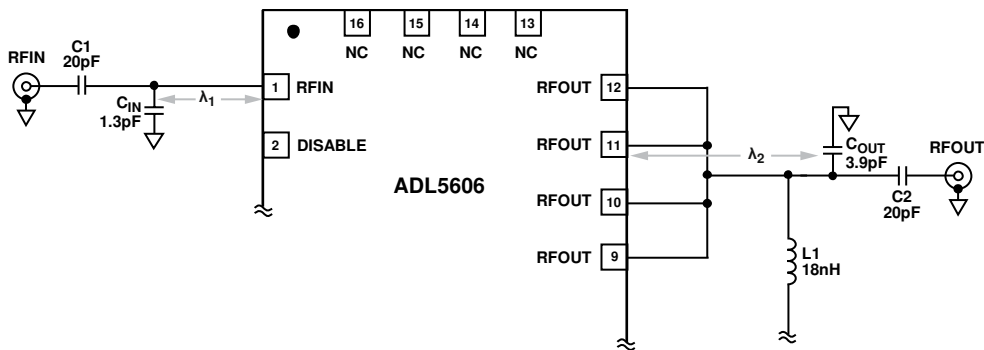 16 15 14 13
NC NC NC NC
C1
20pF
RFIN
CIN
1.3pF
λ1
1 RFIN
2 DISABLE
ADL5606
RFOUT 12
RFOUT 11
RFOUT 10
RFOUT 9
λ2
COUT
3.9pF
RFOUT
C2
20pF
L1
18nH